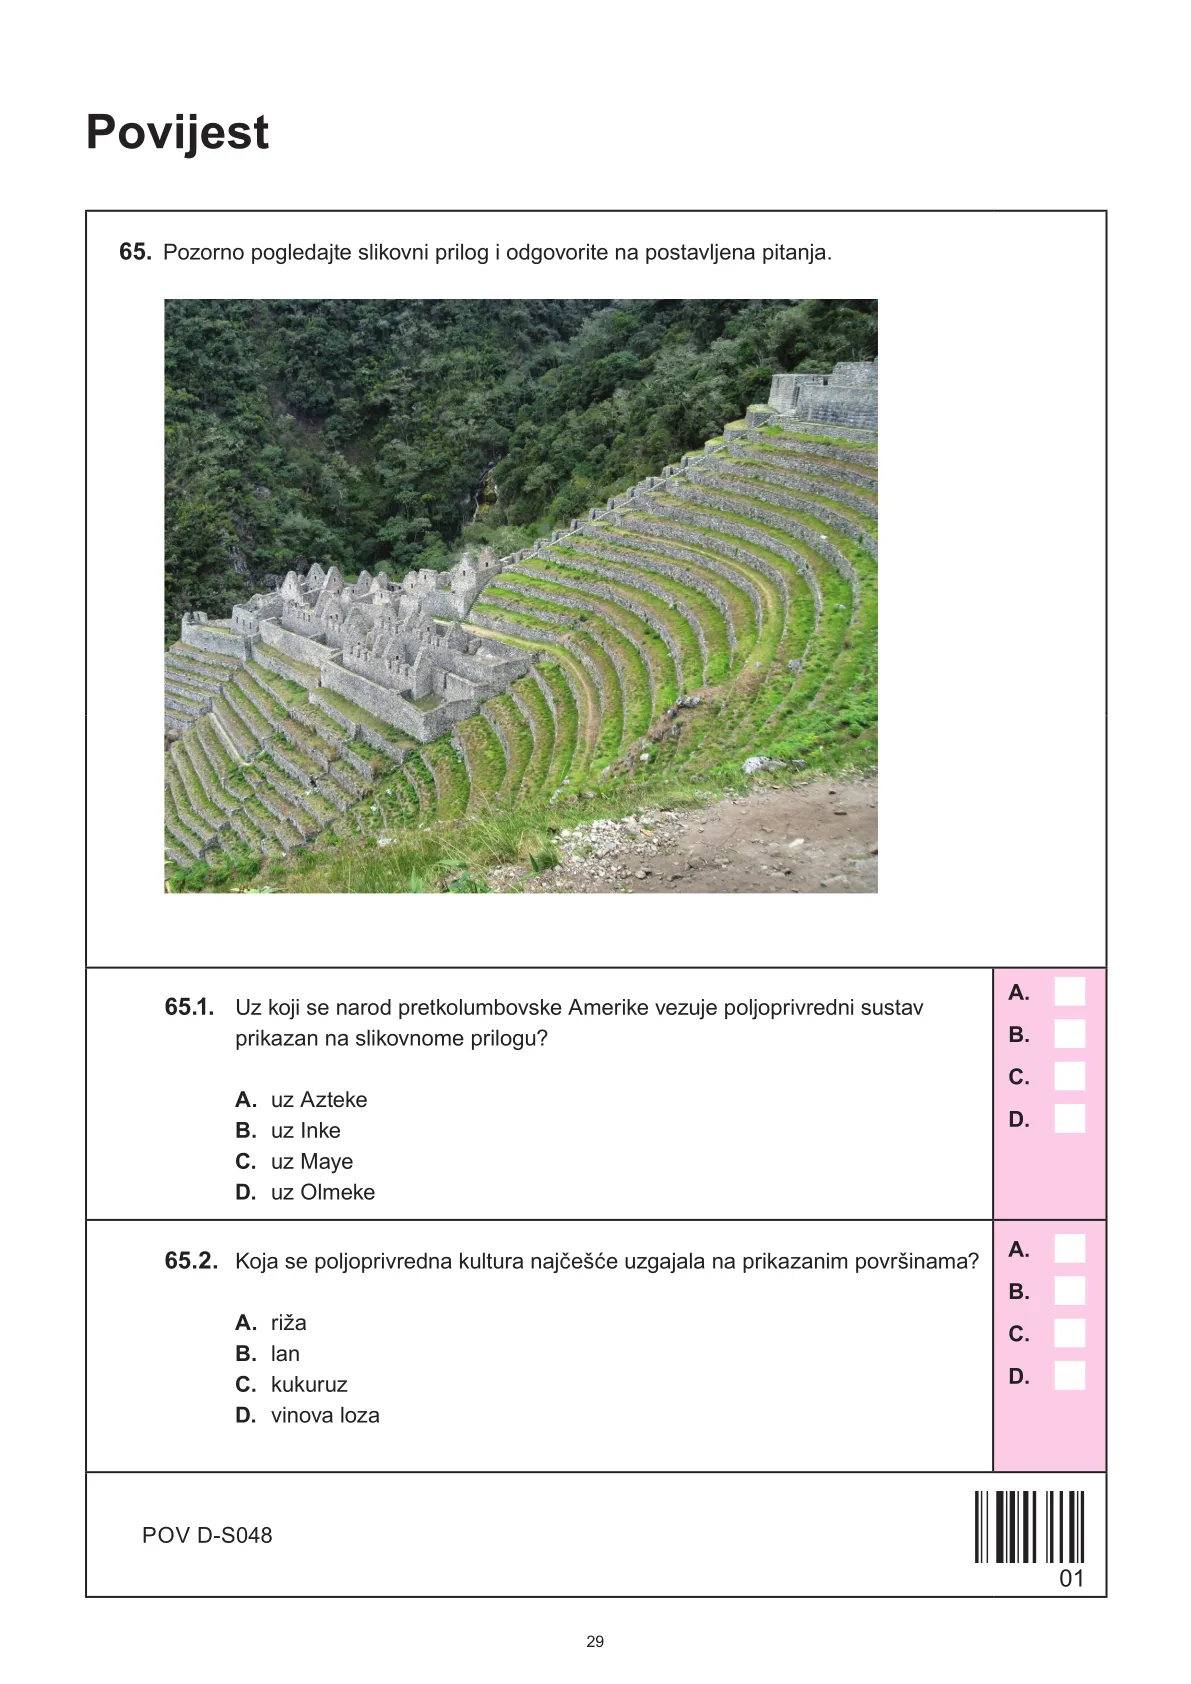 Povijest
65. Pozorno pogledajte slikovni prilog i odgovorite na postavljena pitanja.
65.1. Uz koji se narod pretkolumbovske Amerike vezuje poljoprivredni sustav
prikazan na slikovnome prilogu?
A. uz Azteke
B. uz Inke
C. uz Maye
D. uz Olmeke
A.
B.
C.
D.
65.2. Koja se poljoprivredna kultura najčešće uzgajala na prikazanim površinama?
A. riža
B. lan
C. kukuruz
D. vinova loza
A.
B.
C.
D.
POV D-S048
01
29